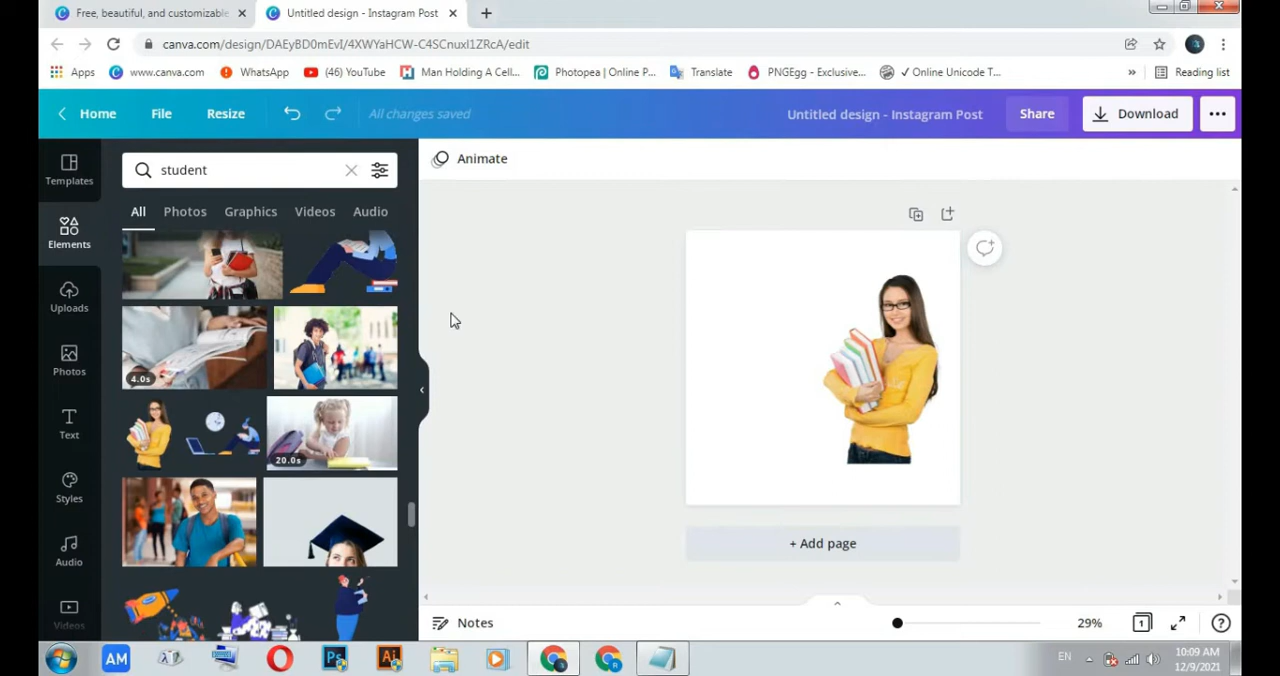 Free, beautiful, and customizable
Untitled design - Instagram Post
canva.com/design/DAEyBD0mEvI/4XWYaHCW-C4SCnuxl1ZRcA/edit
Apps
www.canva.com
WhatsApp
(46) YouTube
Man Holding A Cell...
Photopea | Online P...
Translate
PNGEgg - Exclusive...
✓ Online Unicode T...
»
Reading list
Home
File
Resize
All changes saved
Untitled design - Instagram Post
Share
Download
Templates
student
Animate
Elements
All
Photos
Graphics
Videos
Audio
Uploads
4.0s
Photos
Text
20.0s
Styles
Audio
+ Add page
Videos
Notes
29%
1
AM
Ps
Ai
EN
10:09 AM
12/9/2021